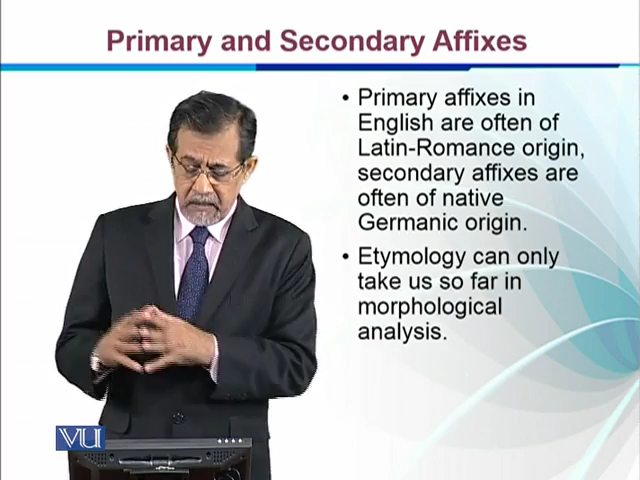 Primary and Secondary Affixes
• Primary affixes in
English are often of
Latin-Romance origin,
secondary affixes are
often of native
Germanic origin.
• Etymology can only
take us so far in
morphological
analysis.
VU